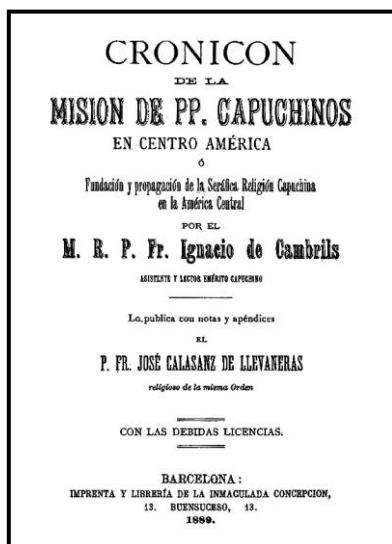 CRONICON
DE LA
MISION DE PP. CAPUCHINOS
EN CENTRO AMÉRICA
Ó
Fundación y propagación de la Seráfica Religión Capuchina
en la América Central
POR EL
M. R. P. Fr. Ignacio de Cambrils
ASISTENTE Y LECTOR EMÉRITO CAPUCHINO
Lo publica con notas y apéndices
EL
P. FR. JOSÉ CALASANZ DE LLEVANERAS
religioso de la misma Orden
CON LAS DEBIDAS LICENCIAS.
BARCELONA:
IMPRENTA Y LIBRERÍA DE LA INMACULADA CONCEPCION,
13. BUENSUCESO, 13.
1889.